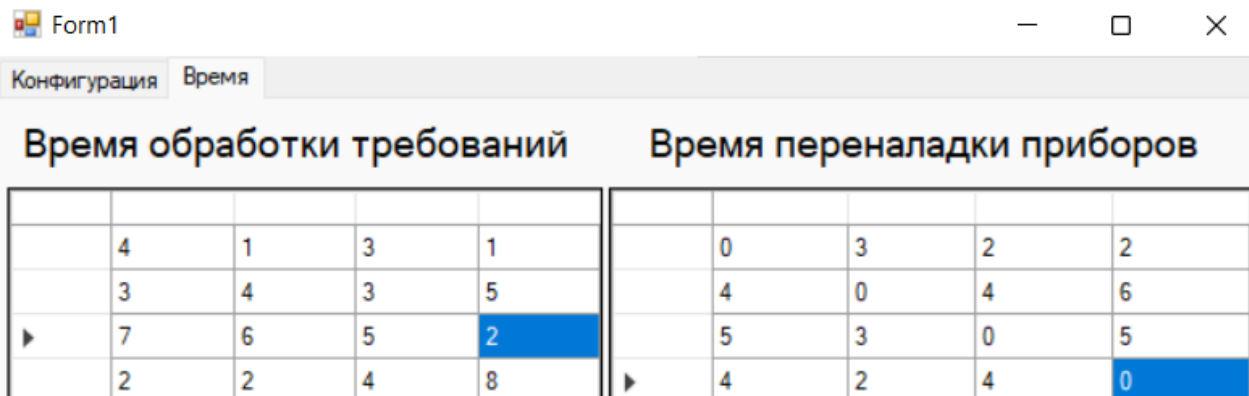 Form1
Конфигурация Время
Время обработки требований Время переналадки приборов
4 1 3 1 0 3 2 2
3 4 3 5 4 0 4 6
7 6 5 2 5 3 0 5
2 2 4 8 4 2 4 0